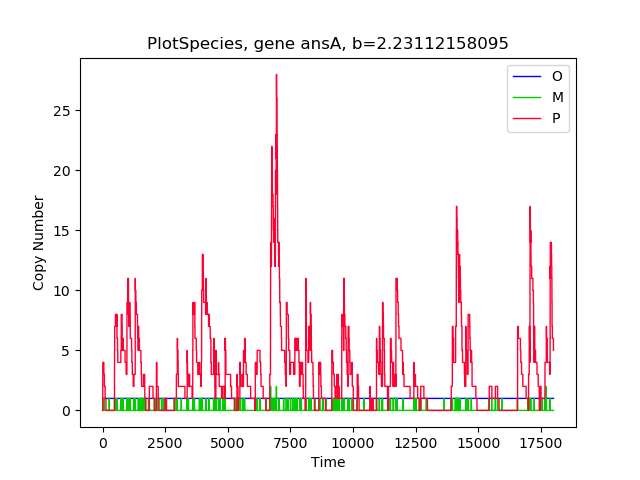 PlotSpecies, gene ansA, b=2.23112158095
O
M
P
25
20
15
10
5
0
Copy Number
0 2500 5000 7500 10000 12500 15000 17500
Time